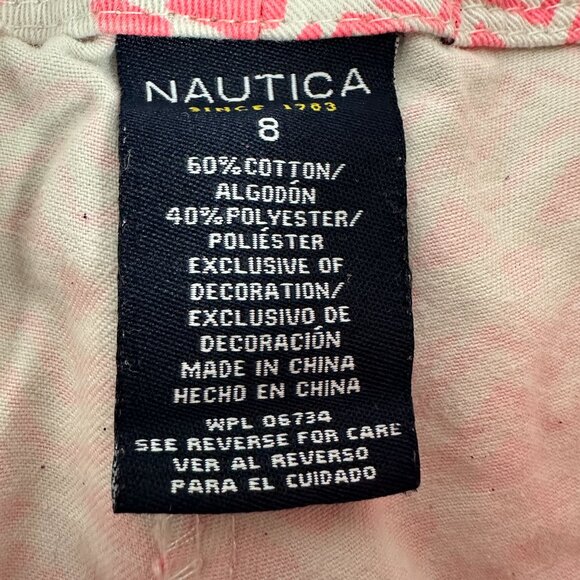 NAUTICA
SINCE 1783
8
60% COTTON/
ALGODÓN
40% POLYESTER/
POLIÉSTER
EXCLUSIVE OF
DECORATION/
EXCLUSIVO DE
DECORACIÓN
MADE IN CHINA
HECHO EN CHINA
WPL 06734
SEE REVERSE FOR CARE
VER AL REVERSO
PARA EL CUIDADO